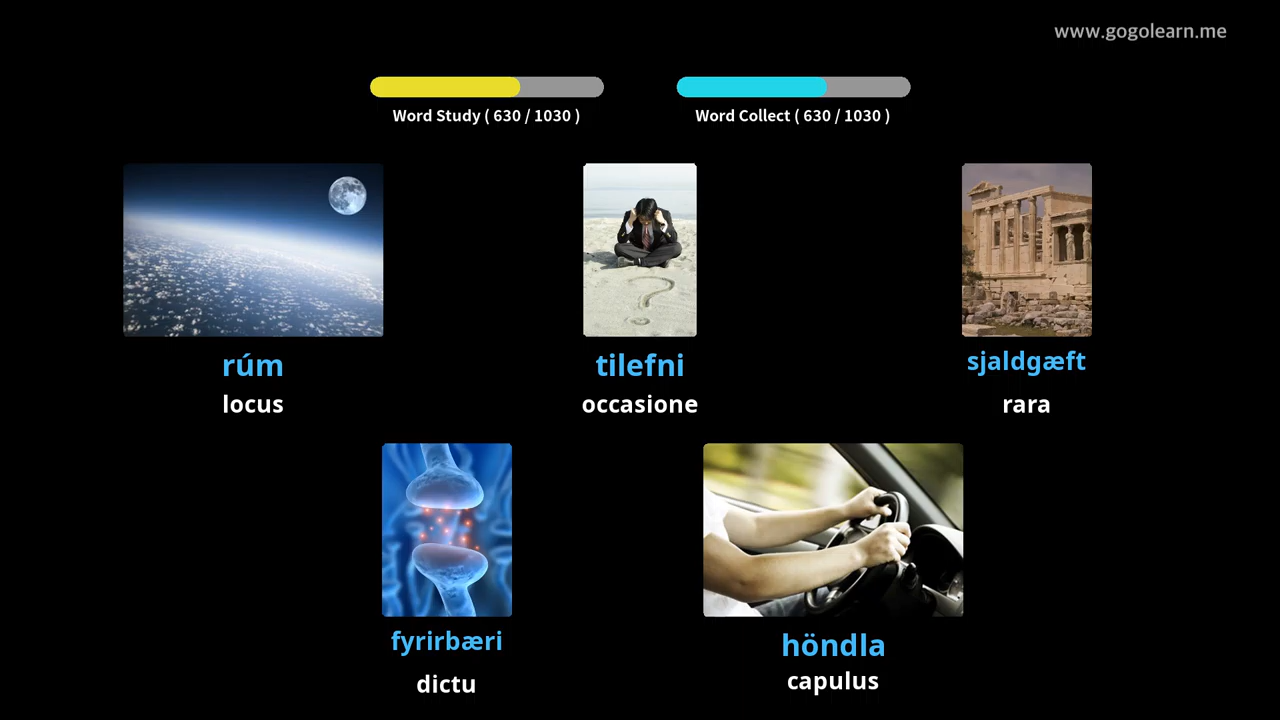 www.gogolearn.me
Word Study ( 630 / 1030 )
Word Collect ( 630 / 1030 )
rúm
locus
tilefni
occasione
sjaldgæft
rara
fyrirbæri
dictu
höndla
capulus